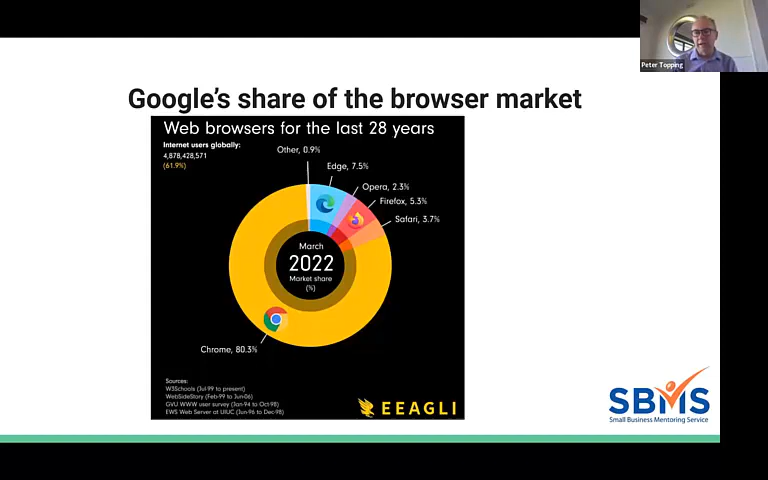 Peter Topping
Google's share of the browser market
Web browsers for the last 28 years
Internet users globally:
4,878,428,571
(61.9%)
Other, 0.9%
Edge, 7.5%
Opera, 2.3%
Firefox, 5.3%
Safari, 3.7%
March
2022
Market share
(%)
Chrome, 80.3%
Sources:
W3Schools (Jul-99 to present)
WebSideStory (Feb-99 to Jun-06)
GVU WWW user survey (Jan-94 to Oct-98)
EWS Web Server at UIUC (Jun-96 to Dec-98)
EEAGLI
SBMS
Small Business Mentoring Service